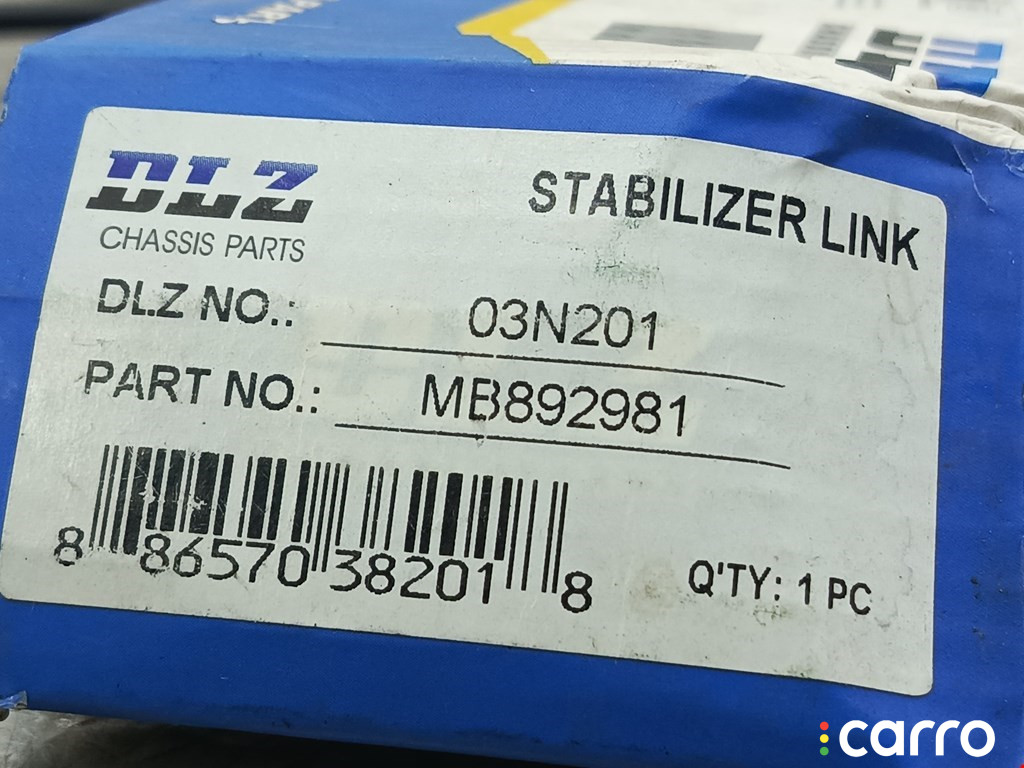 DLZ
CHASSIS PARTS
STABILIZER LINK
DLZ NO.: 03N201
PART NO.: MB892981
8 86570 38201 8
Q'TY: 1 PC
carro